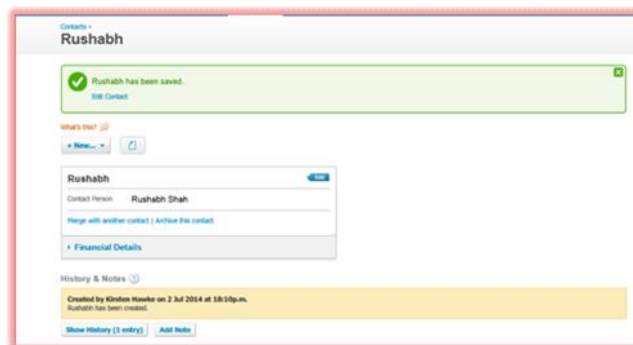 Contacts ›
Rushabh
Rushabh has been saved.
Edit Contact
What's this?
+ New...
Rushabh
Edit
Contact Person Rushabh Shah
Merge with another contact | Archive this contact
› Financial Details
History & Notes ?
Created by Kirsten Hawke on 2 Jul 2014 at 18:10p.m.
Rushabh has been created.
Show History (1 entry) Add Note